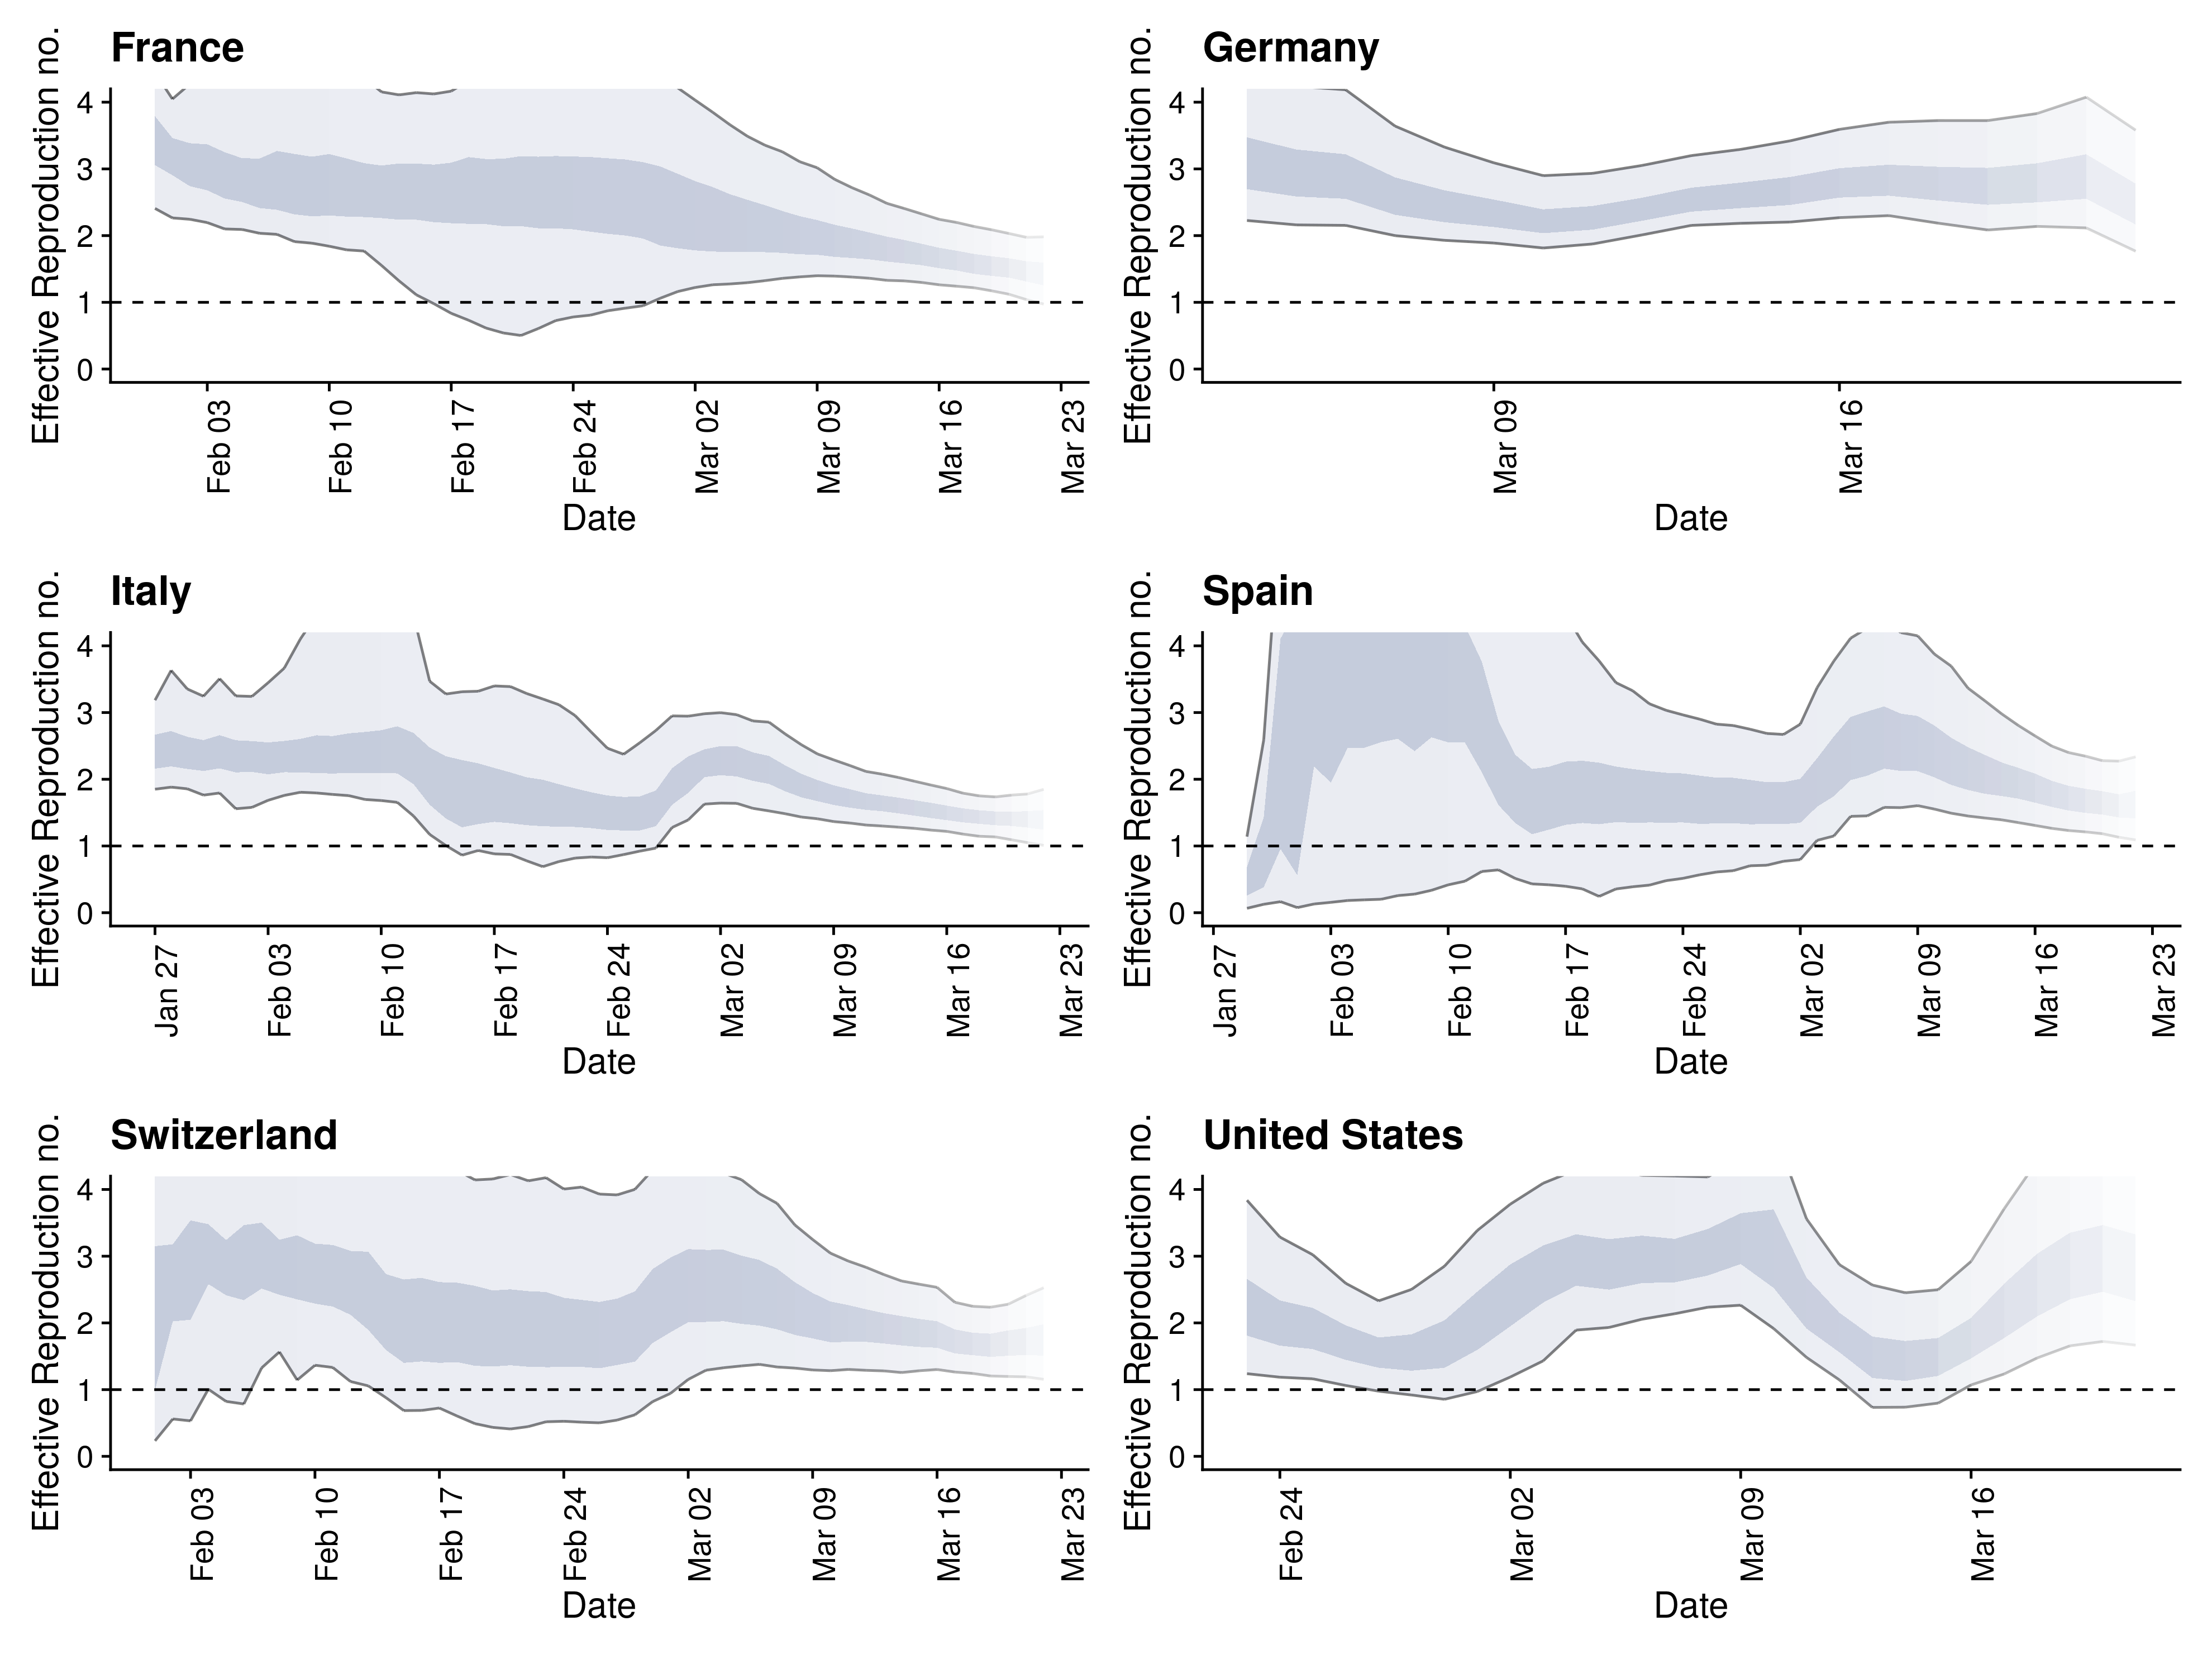 France
Effective Reproduction no.
4
3
2
1
0
Feb 03
Feb 10
Feb 17
Feb 24
Mar 02
Mar 09
Mar 16
Mar 23
Date
Germany
Effective Reproduction no.
4
3
2
1
0
Mar 09
Mar 16
Date
Italy
Effective Reproduction no.
4
3
2
1
0
Jan 27
Feb 03
Feb 10
Feb 17
Feb 24
Mar 02
Mar 09
Mar 16
Mar 23
Date
Spain
Effective Reproduction no.
4
3
2
1
0
Jan 27
Feb 03
Feb 10
Feb 17
Feb 24
Mar 02
Mar 09
Mar 16
Mar 23
Date
Switzerland
Effective Reproduction no.
4
3
2
1
0
Feb 03
Feb 10
Feb 17
Feb 24
Mar 02
Mar 09
Mar 16
Mar 23
Date
United States
Effective Reproduction no.
4
3
2
1
0
Feb 24
Mar 02
Mar 09
Mar 16
Date